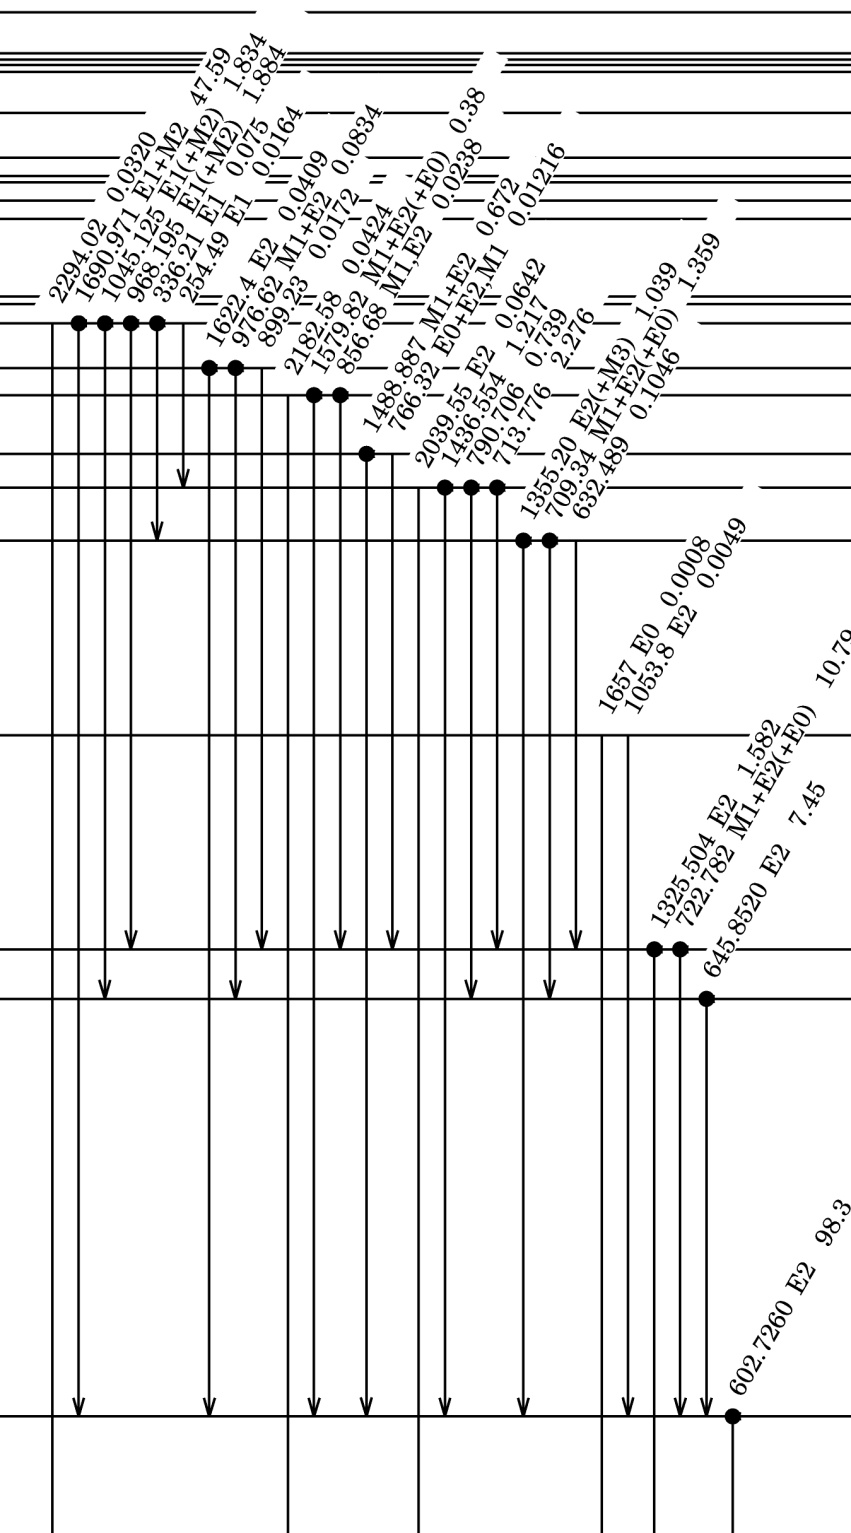 2294.02 0.0320
1690.971 E1+M2 47.59
1045.125 E1(+M2) 1.834
968.195 E1(+M2) 1.884
336.21 E1 0.075
254.49 E1 0.0164
1622.4 E2 0.0409
976.62 M1+E2 0.0834
899.23 0.0172
2182.58 0.0424
1579.82 M1+E2(+E0) 0.38
856.68 M1,E2 0.0238
1488.887 M1+E2 0.672
766.32 E0+E2,M1 0.01216
2039.55 E2 0.0642
1436.554 1.217
790.706 0.739
713.776 2.276
1355.20 E2(+M3) 1.039
709.34 M1+E2(+E0) 1.359
632.489 0.1046
1657 E0 0.0008
1053.8 E2 0.0049
1325.504 E2 1.582
722.782 M1+E2(+E0) 10.79
645.8520 E2 7.45
602.7260 E2 98.3